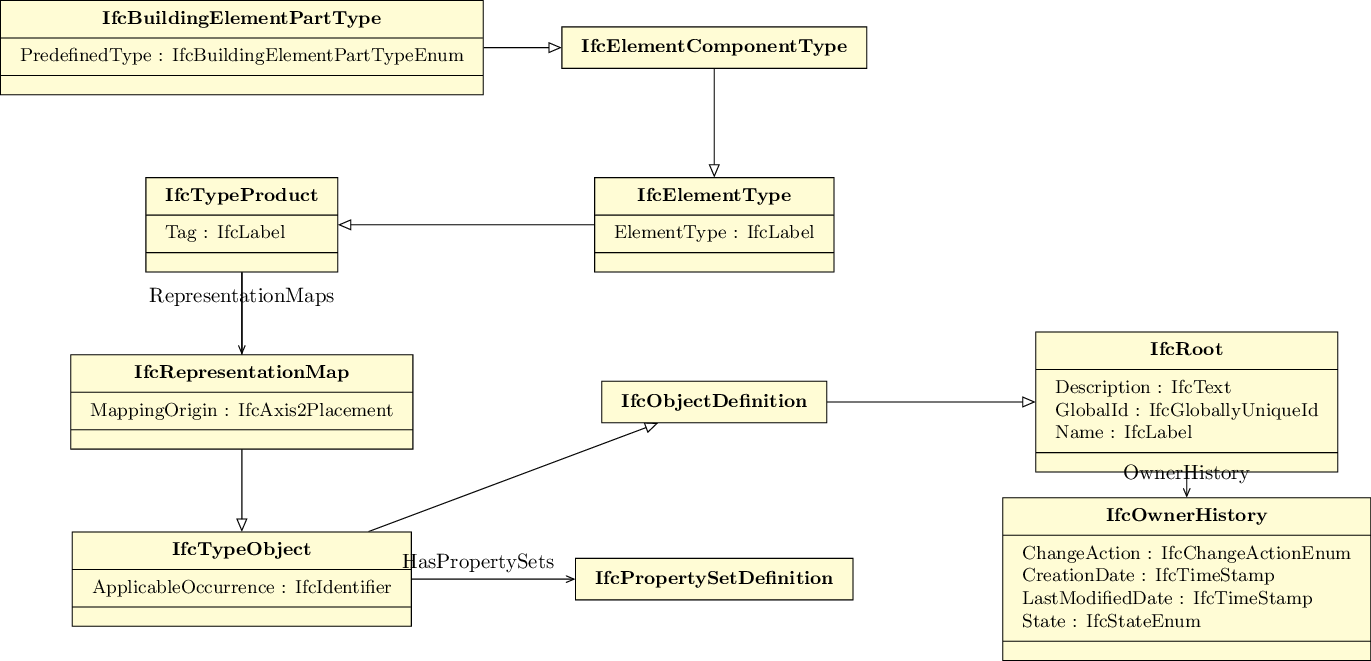 IfcBuildingElementPartType
PredefinedType : IfcBuildingElementPartTypeEnum
IfcElementComponentType
IfcTypeProduct
Tag : IfcLabel
IfcElementType
ElementType : IfcLabel
RepresentationMaps
IfcRepresentationMap
MappingOrigin : IfcAxis2Placement
IfcObjectDefinition
IfcRoot
Description : IfcText
GlobalId : IfcGloballyUniqueId
Name : IfcLabel
OwnerHistory
IfcTypeObject
ApplicableOccurrence : IfcIdentifier
HasPropertySets
IfcPropertySetDefinition
IfcOwnerHistory
ChangeAction : IfcChangeActionEnum
CreationDate : IfcTimeStamp
LastModifiedDate : IfcTimeStamp
State : IfcStateEnum